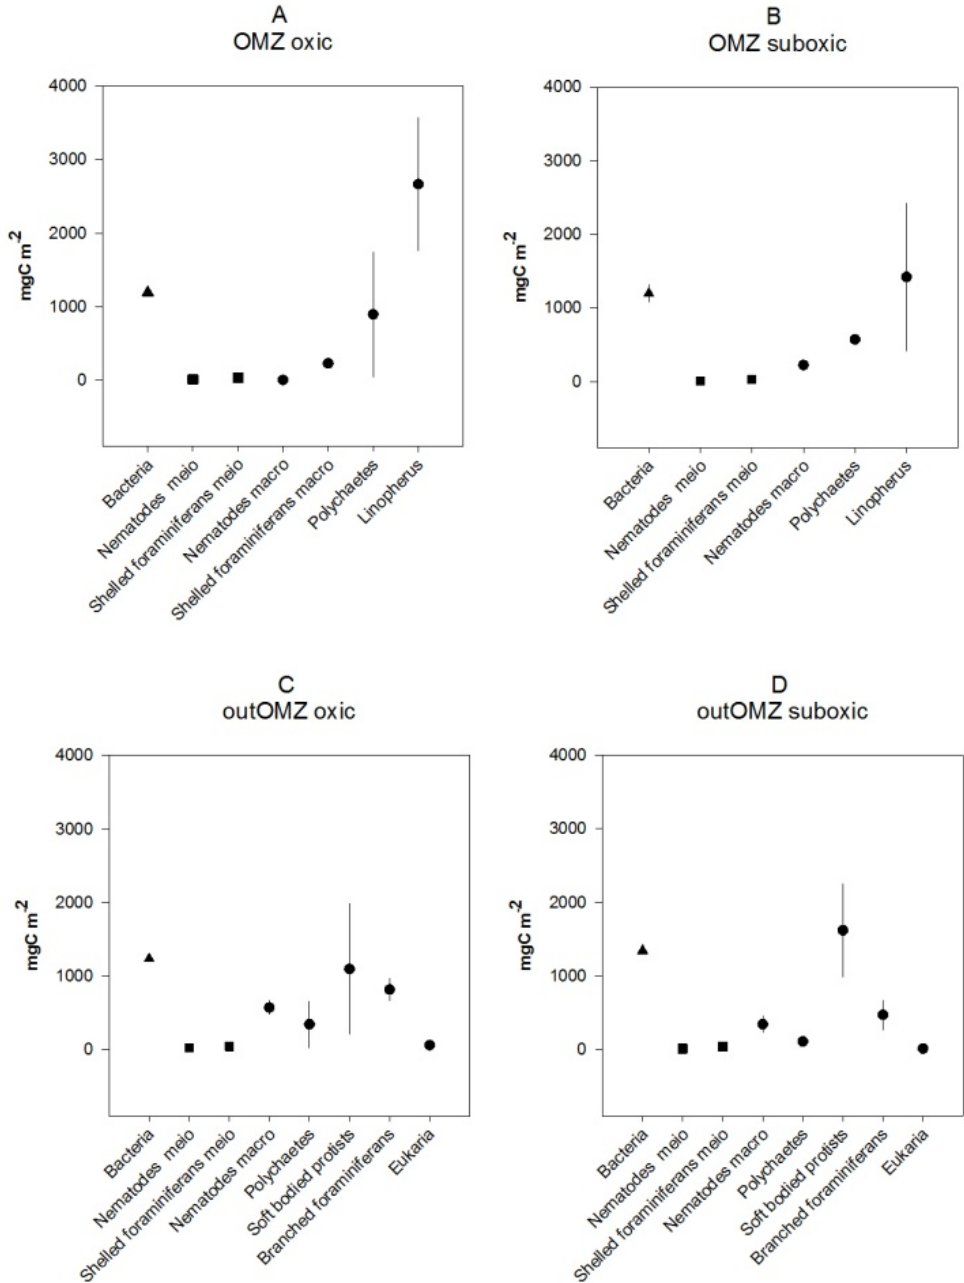 A
OMZ oxic
4000
3000
2000
1000
0
mgC m-2
Bacteria
Nematodes meio
Shelled foraminiferans meio
Nematodes macro
Shelled foraminiferans macro
Polychaetes
Linopherus
B
OMZ suboxic
4000
3000
2000
1000
0
mgC m-2
Bacteria
Nematodes meio
Shelled foraminiferans meio
Nematodes macro
Polychaetes
Linopherus
C
outOMZ oxic
4000
3000
2000
1000
0
mgC m-2
Bacteria
Nematodes meio
Shelled foraminiferans meio
Nematodes macro
Polychaetes
Soft bodied protists
Branched foraminiferans
Eukaria
D
outOMZ suboxic
4000
3000
2000
1000
0
mgC m-2
Bacteria
Nematodes meio
Shelled foraminiferans meio
Nematodes macro
Polychaetes
Soft bodied protists
Branched foraminiferans
Eukaria